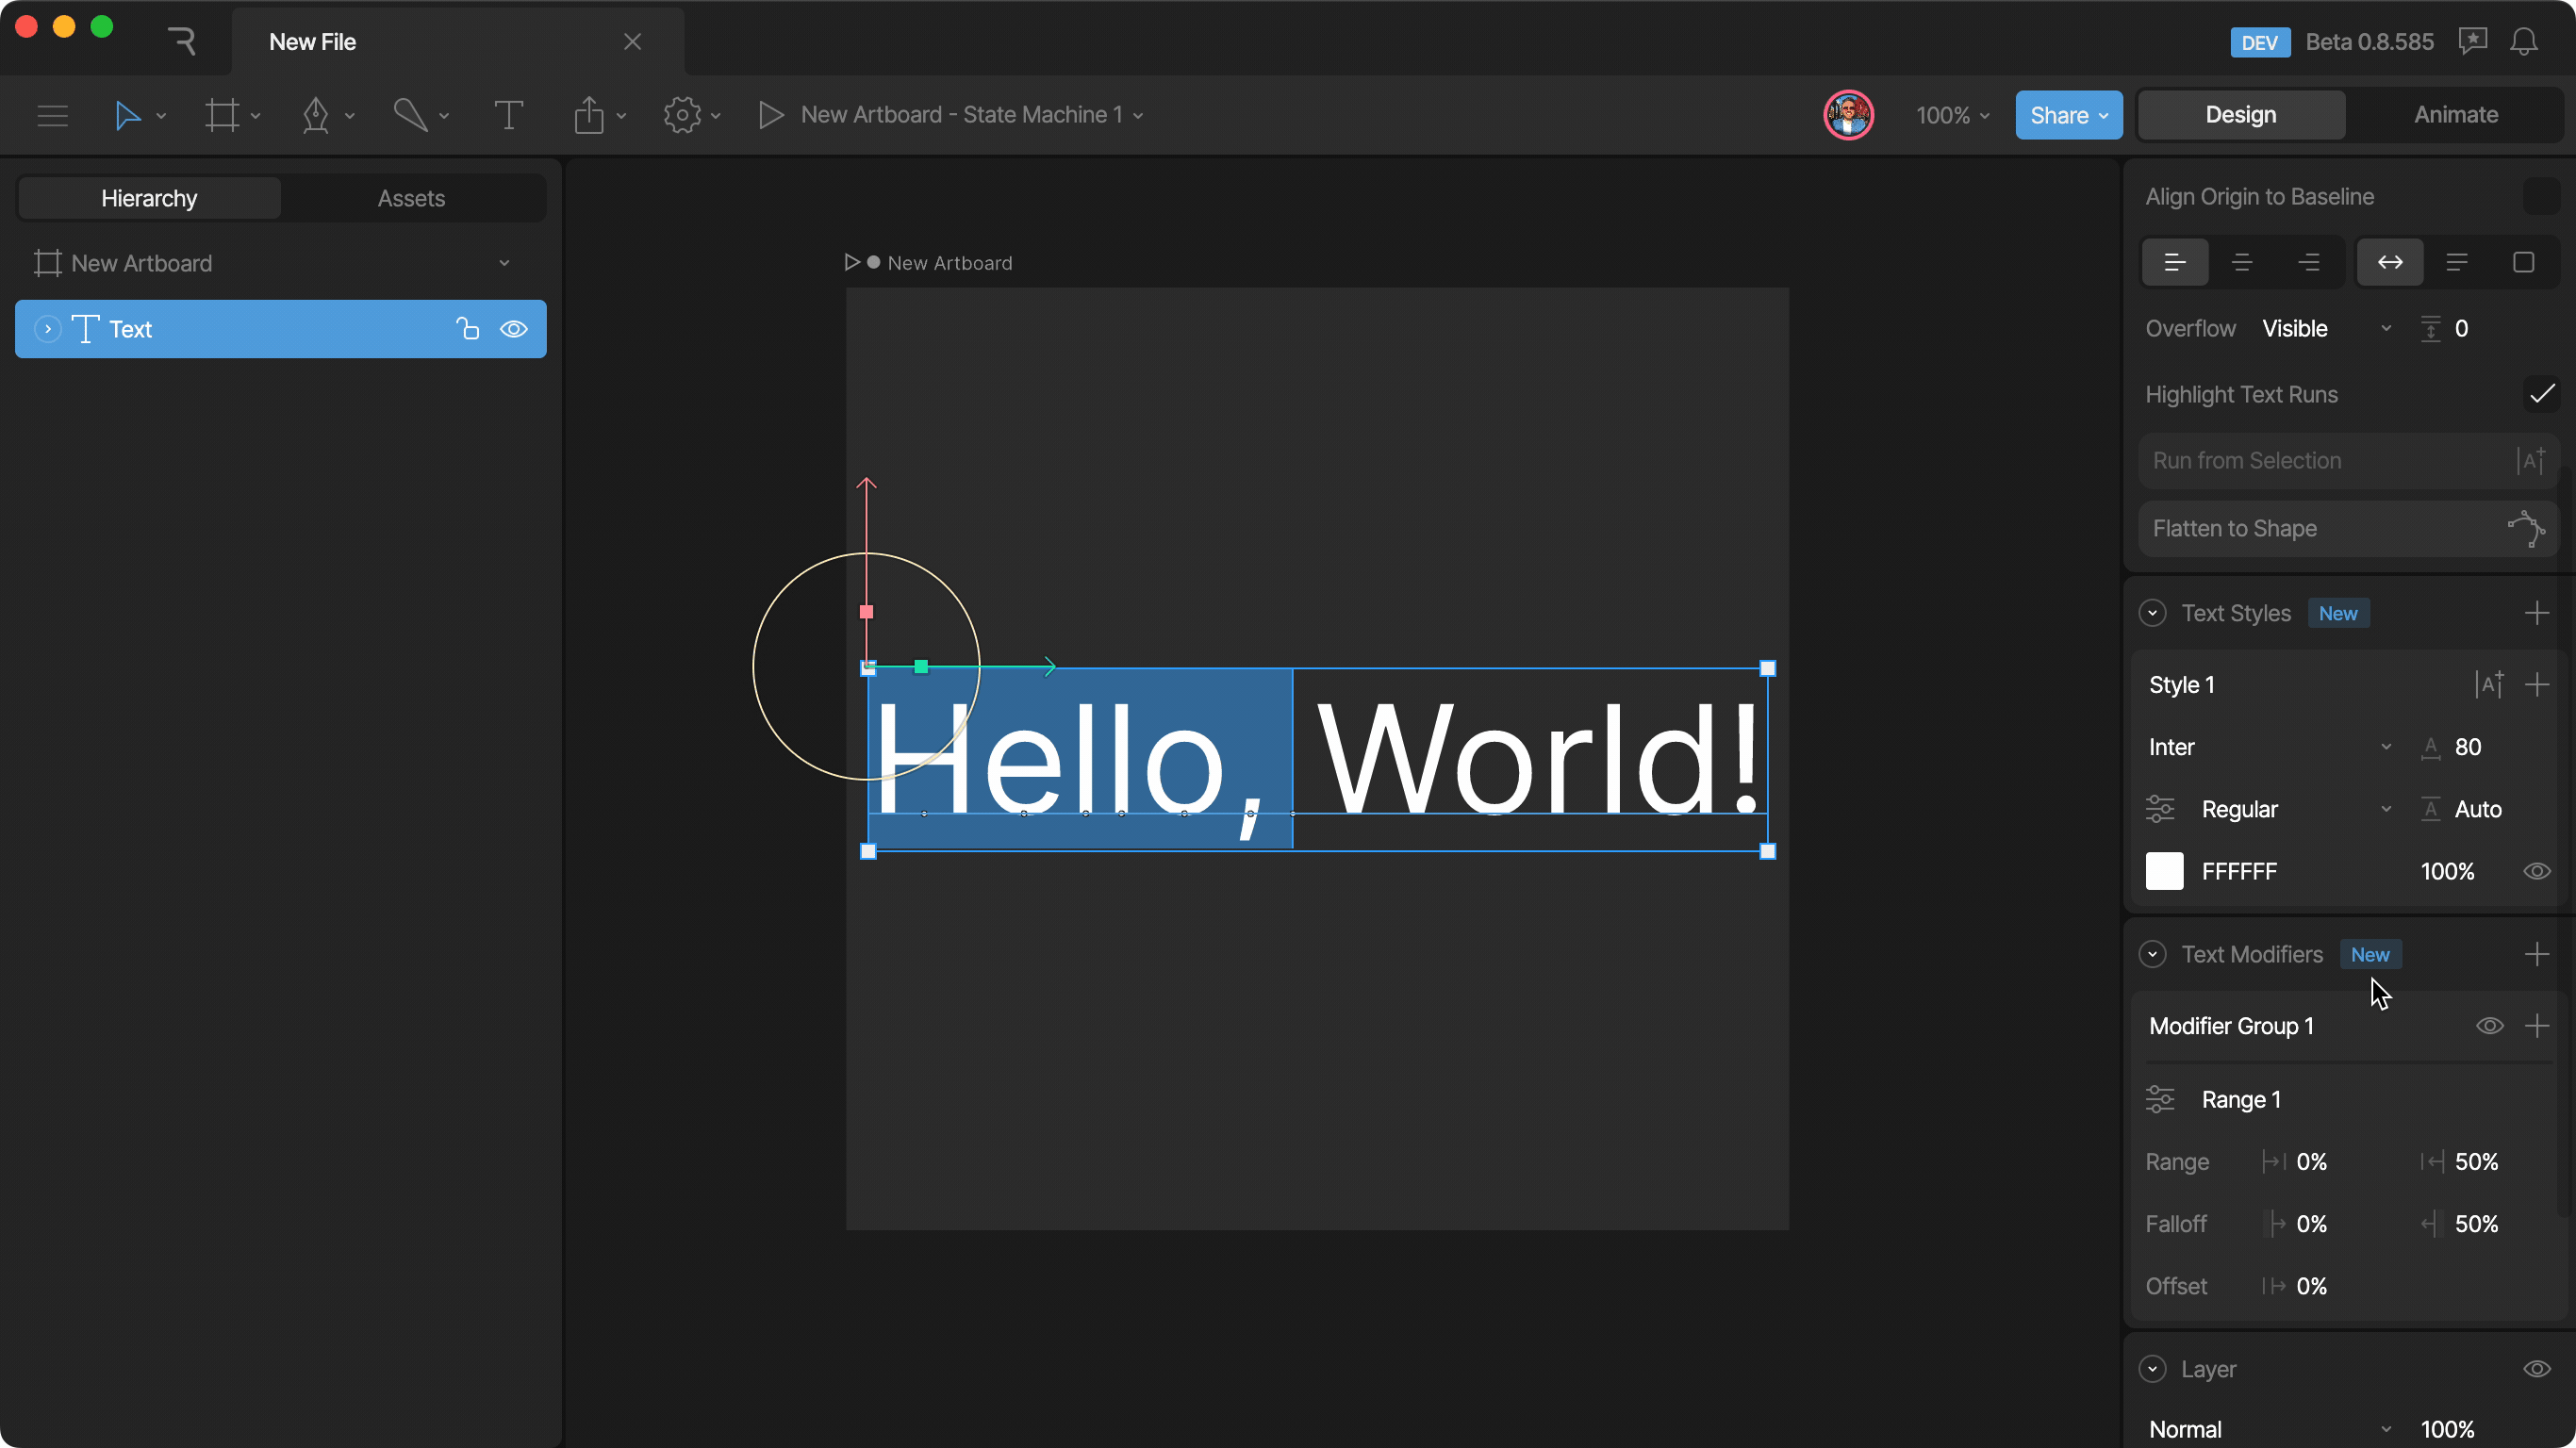 New File
DEV Beta 0.8.585
New Artboard - State Machine 1
100%
Share
Design
Animate
Hierarchy
Assets
New Artboard
Text
New Artboard
Hello, World!
Align Origin to Baseline
Overflow Visible 0
Highlight Text Runs
Run from Selection
Flatten to Shape
Text Styles New
Style 1
Inter 80
Regular Auto
FFFFFF 100%
Text Modifiers New
Modifier Group 1
Range 1
Range 0% 50%
Falloff 0% 50%
Offset 0%
Layer
Normal 100%